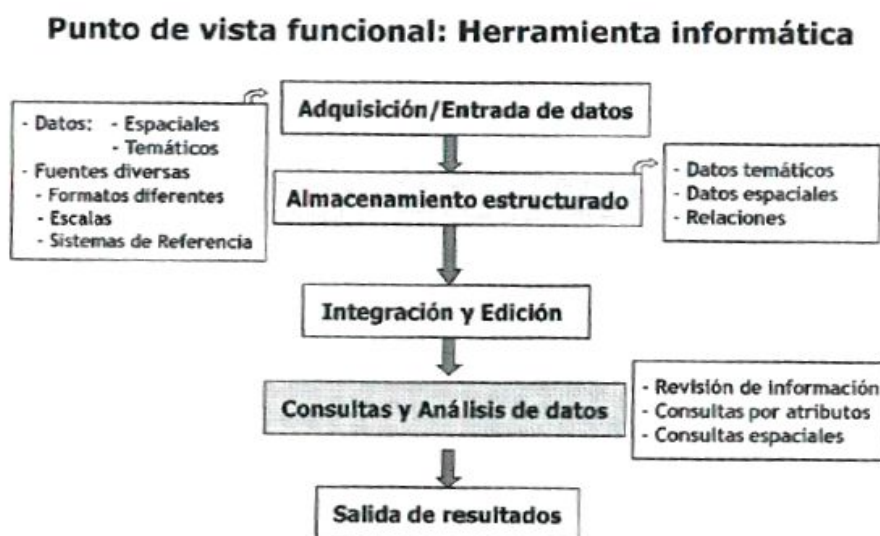 Punto de vista funcional: Herramienta informática
Adquisición/Entrada de datos
- Datos: - Espaciales
- Temáticos
- Fuentes diversas
- Formatos diferentes
- Escalas
- Sistemas de Referencia
Almacenamiento estructurado
- Datos temáticos
- Datos espaciales
- Relaciones
Integración y Edición
Consultas y Análisis de datos
- Revisión de información
- Consultas por atributos
- Consultas espaciales
Salida de resultados